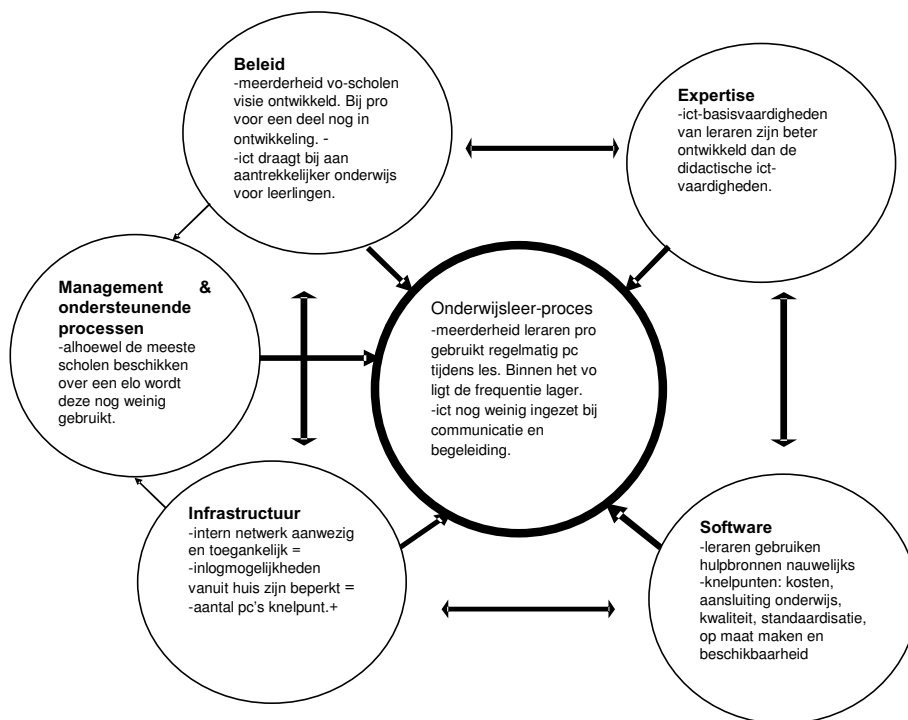 Beleid
-meerderheid vo-scholen
visie ontwikkeld. Bij pro
voor een deel nog in
ontwikkeling. -
-ict draagt bij aan
aantrekkelijker onderwijs
voor leerlingen.
Expertise
-ict-basisvaardigheden
van leraren zijn beter
ontwikkeld dan de
didactische ict-
vaardigheden.
Management &
ondersteunende
processen
-alhoewel de meeste
scholen beschikken
over een elo wordt
deze nog weinig
gebruikt.
Onderwijsleer-proces
-meerderheid leraren pro
gebruikt regelmatig pc
tijdens les. Binnen het vo
ligt de frequentie lager.
-ict nog weinig ingezet bij
communicatie en
begeleiding.
Infrastructuur
-intern netwerk aanwezig
en toegankelijk =
-inlogmogelijkheden
vanuit huis zijn beperkt =
-aantal pc's knelpunt.+
Software
-leraren gebruiken
hulpbronnen nauwelijks
-knelpunten: kosten,
aansluiting onderwijs,
kwaliteit, standaardisatie,
op maat maken en
beschikbaarheid